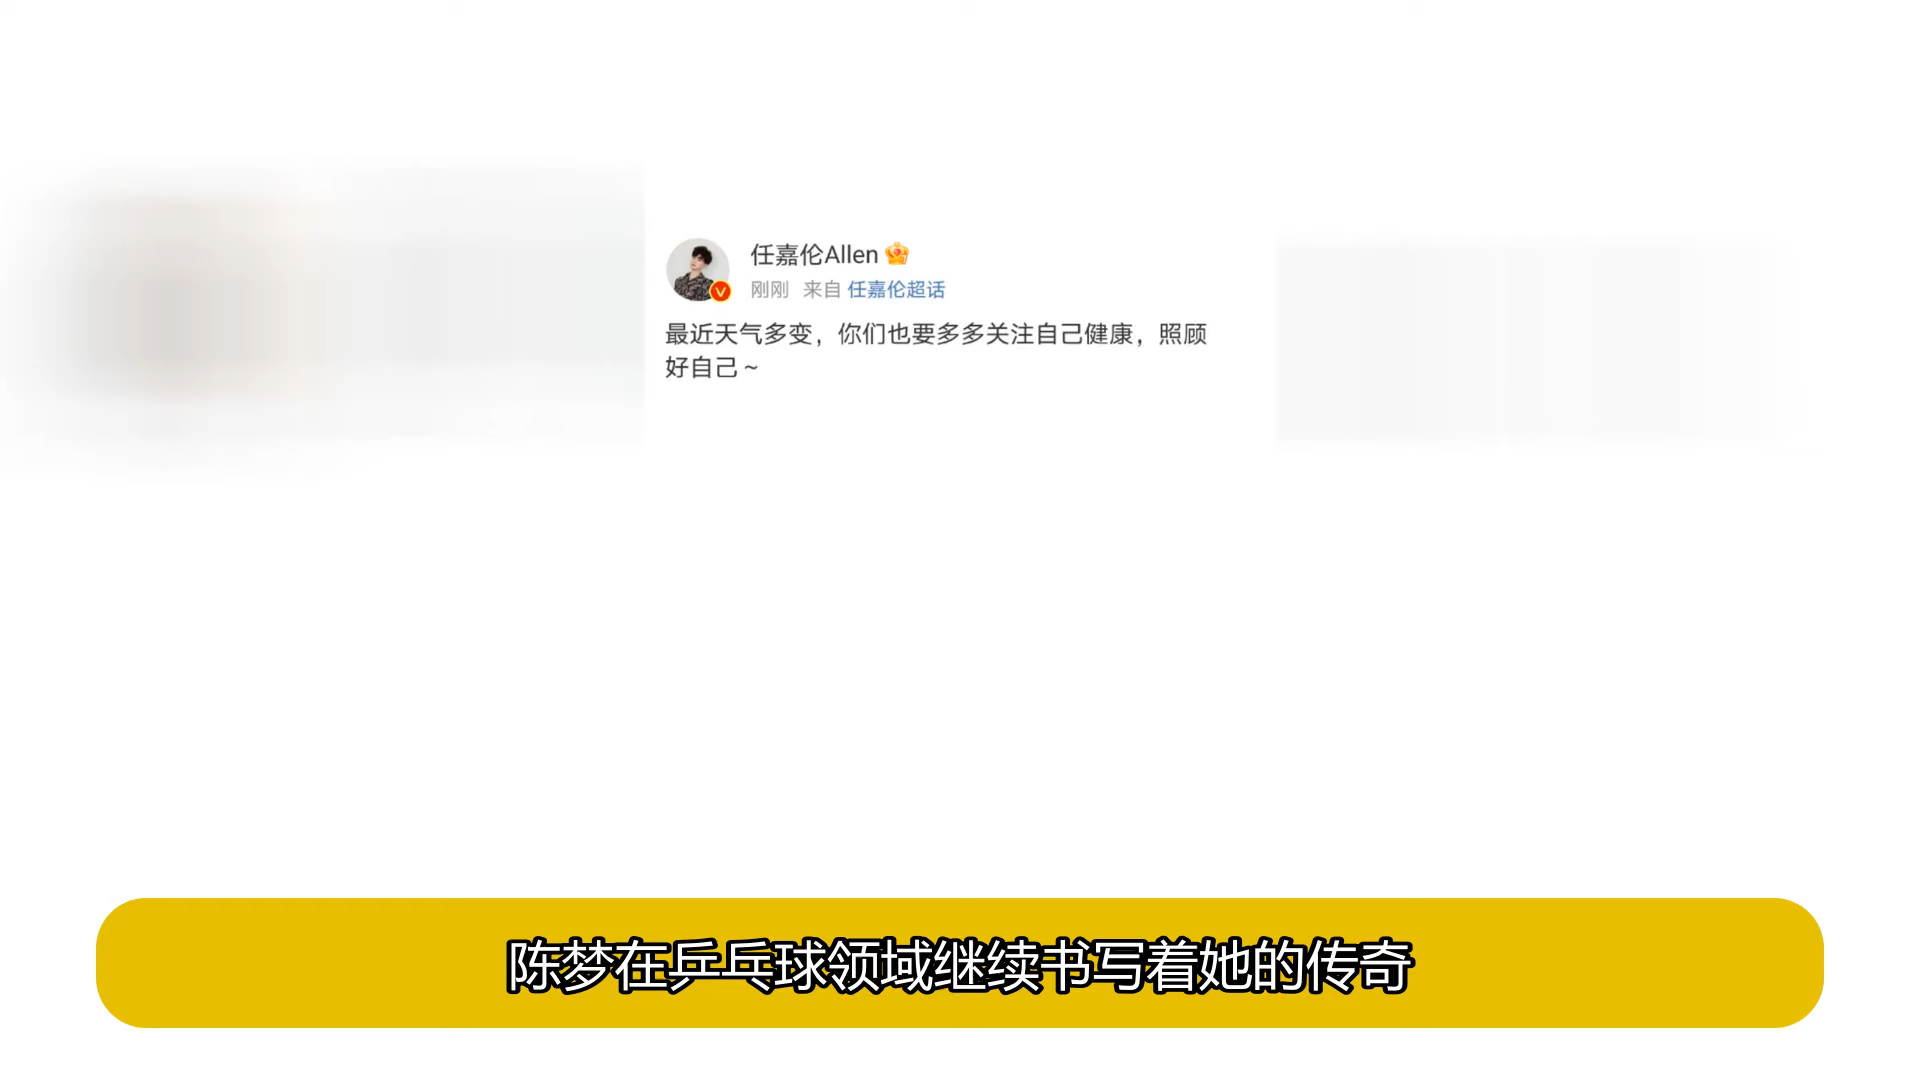 任嘉伦Allen
刚刚 来自 任嘉伦超话
最近天气多变，你们也要多多关注自己健康，照顾
好自己～
陈梦在乒乓球领域继续书写着她的传奇